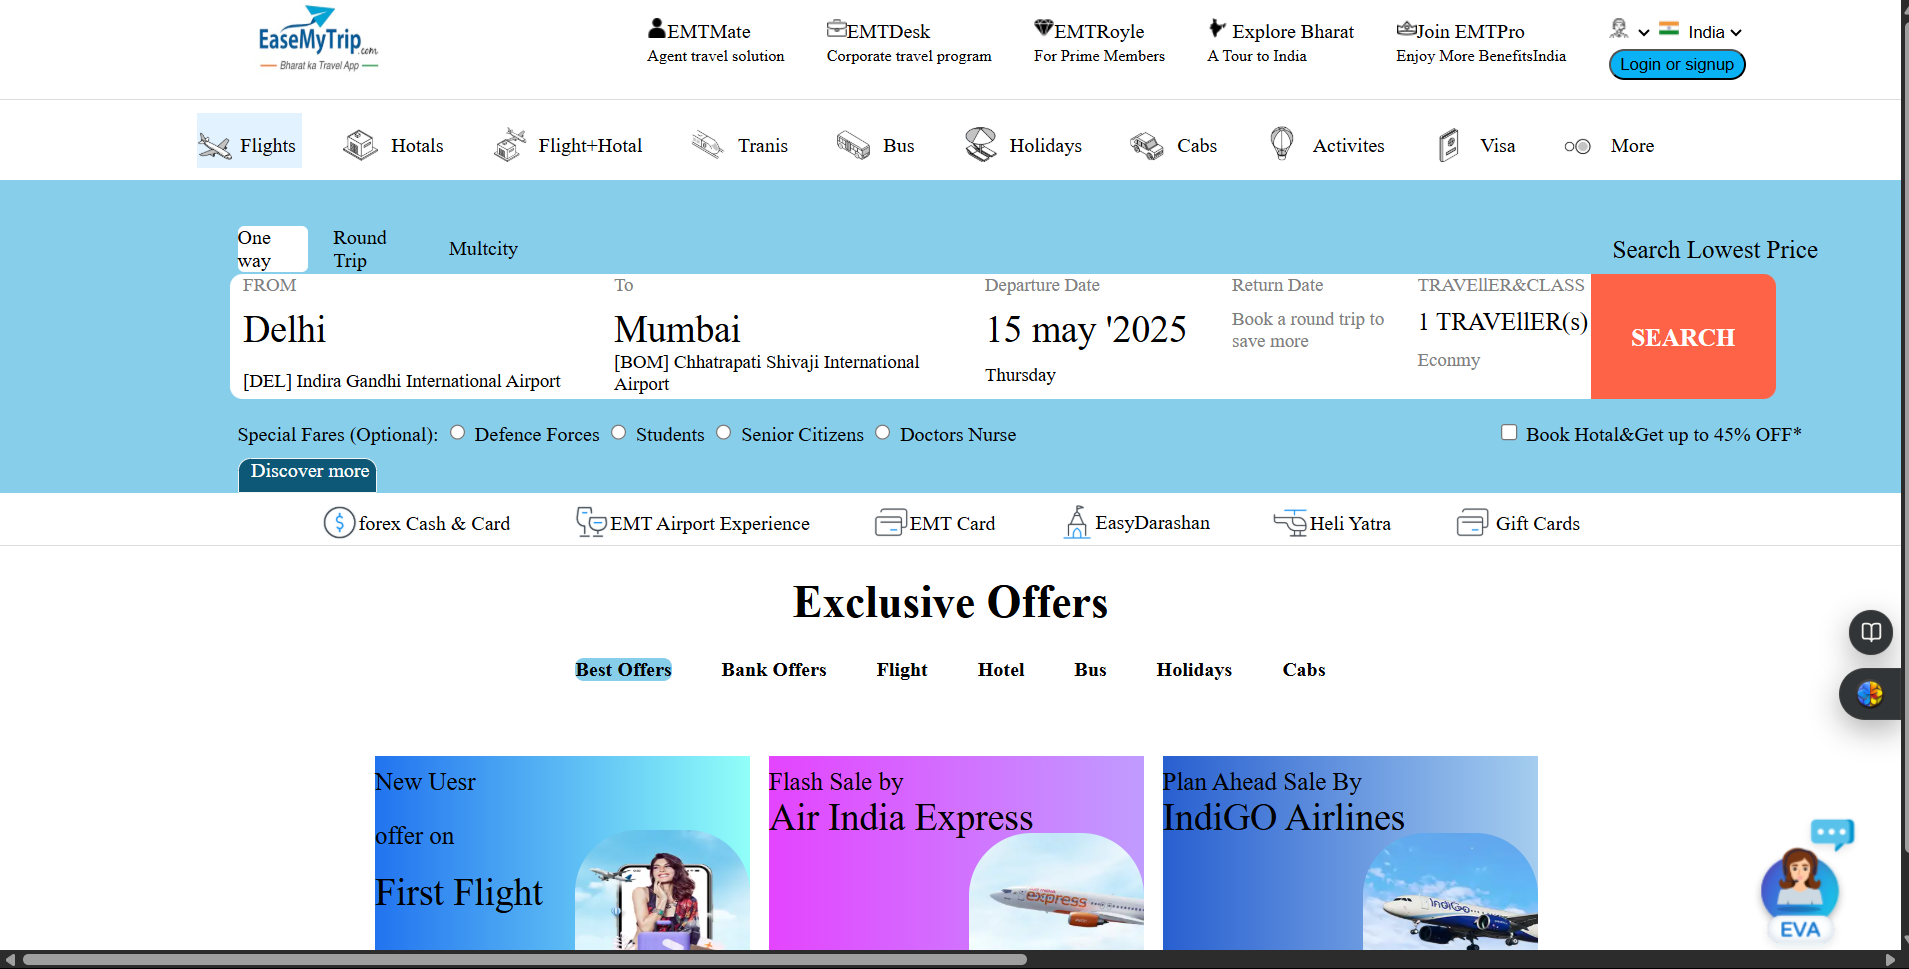 EaseMyTrip.com
Bharat ka Travel App
EMTMate
Agent travel solution
EMTDesk
Corporate travel program
EMTRoyle
For Prime Members
Explore Bharat
A Tour to India
Join EMTPro
Enjoy More BenefitsIndia
India
Login or signup
Flights
Hotals
Flight+Hotal
Tranis
Bus
Holidays
Cabs
Activites
Visa
More
One
way
Round
Trip
Multcity
Search Lowest Price
FROM
Delhi
[DEL] Indira Gandhi International Airport
To
Mumbai
[BOM] Chhatrapati Shivaji International
Airport
Departure Date
15 may '2025
Thursday
Return Date
Book a round trip to
save more
TRAVEllER&CLASS
1 TRAVEllER(s)
Econmy
SEARCH
Special Fares (Optional):
Defence Forces
Students
Senior Citizens
Doctors Nurse
Book Hotal&Get up to 45% OFF*
Discover more
forex Cash & Card
EMT Airport Experience
EMT Card
EasyDarashan
Heli Yatra
Gift Cards
Exclusive Offers
Best Offers
Bank Offers
Flight
Hotel
Bus
Holidays
Cabs
New Uesr
offer on
First Flight
Flash Sale by
Air India Express
express
Plan Ahead Sale By
IndiGO Airlines
IndiGo
EVA